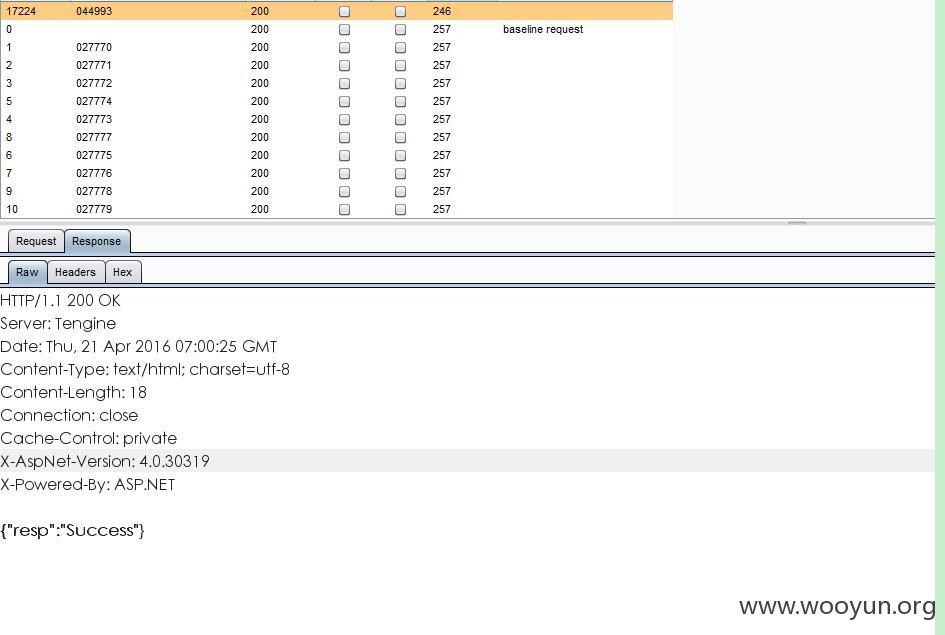 17224 044993 200 246
0 200 257 baseline request
1 027770 200 257
2 027771 200 257
3 027772 200 257
5 027774 200 257
4 027773 200 257
8 027777 200 257
6 027775 200 257
7 027776 200 257
9 027778 200 257
10 027779 200 257
Request Response
Raw Headers Hex
HTTP/1.1 200 OK
Server: Tengine
Date: Thu, 21 Apr 2016 07:00:25 GMT
Content-Type: text/html; charset=utf-8
Content-Length: 18
Connection: close
Cache-Control: private
X-AspNet-Version: 4.0.30319
X-Powered-By: ASP.NET
{"resp":"Success"}
www.wooyun.org